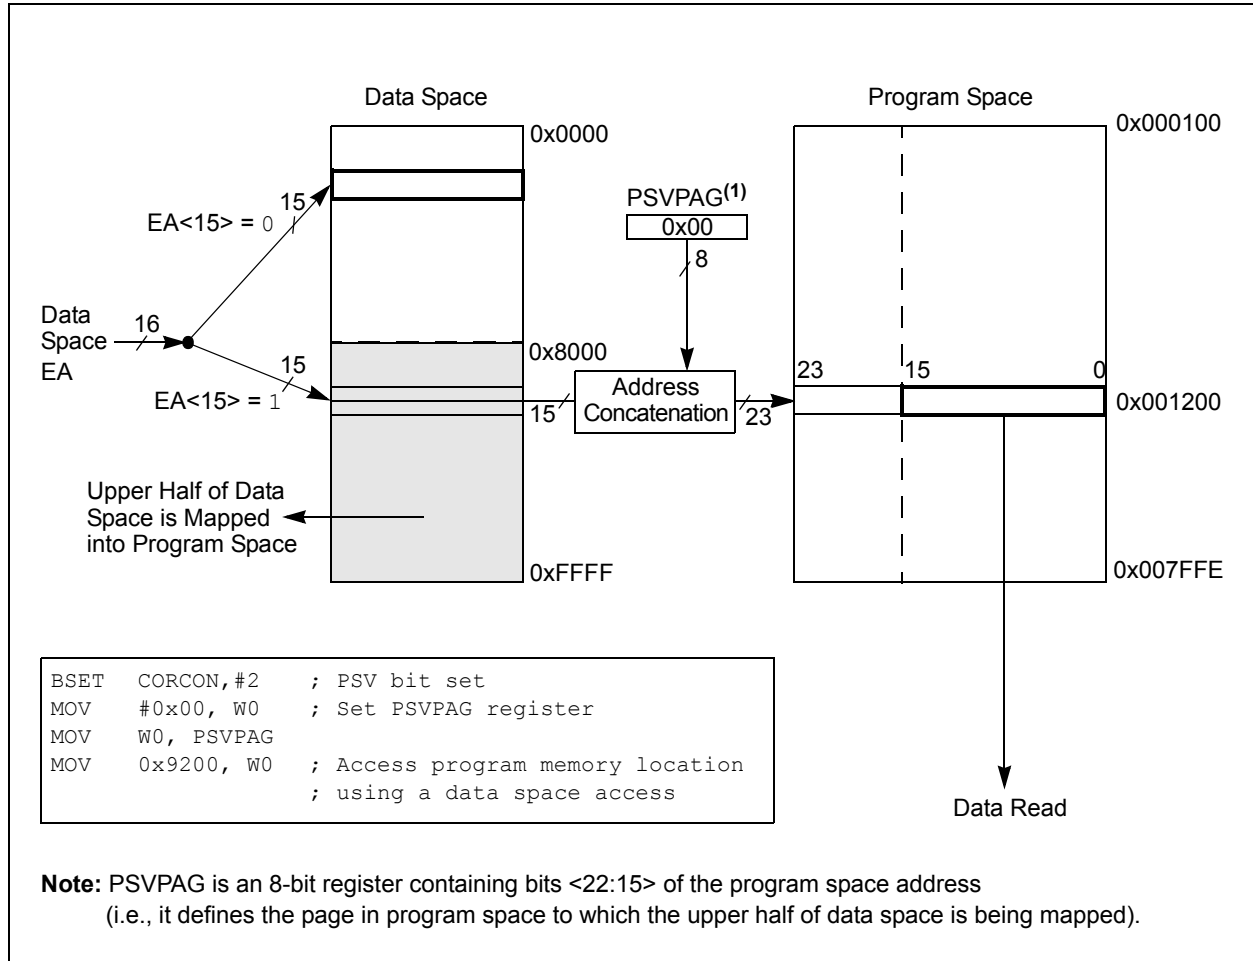 Data Space
Program Space
0x0000
0x000100
15
EA<15> = 0
PSVPAG(1)
0x00
8
Data
Space
EA
16
0x8000
15
EA<15> = 1
15
Address
Concatenation
23
23
15
0
0x001200
Upper Half of Data
Space is Mapped
into Program Space
0xFFFF
0x007FFE
BSET CORCON,#2 ; PSV bit set
MOV #0x00, W0 ; Set PSVPAG register
MOV W0, PSVPAG
MOV 0x9200, W0 ; Access program memory location
; using a data space access
Data Read
Note: PSVPAG is an 8-bit register containing bits <22:15> of the program space address
(i.e., it defines the page in program space to which the upper half of data space is being mapped).